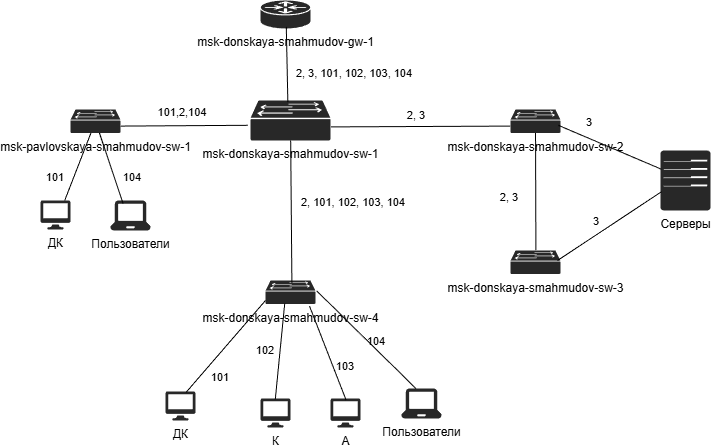 msk-donskaya-smahmudov-gw-1
2, 3, 101, 102, 103, 104
101,2,104
2, 3
3
msk-pavlovskaya-smahmudov-sw-1
msk-donskaya-smahmudov-sw-1
msk-donskaya-smahmudov-sw-2
101
104
2, 101, 102, 103, 104
2, 3
3
Серверы
ДК
Пользователи
msk-donskaya-smahmudov-sw-3
msk-donskaya-smahmudov-sw-4
101
102
103
104
ДК
К
А
Пользователи